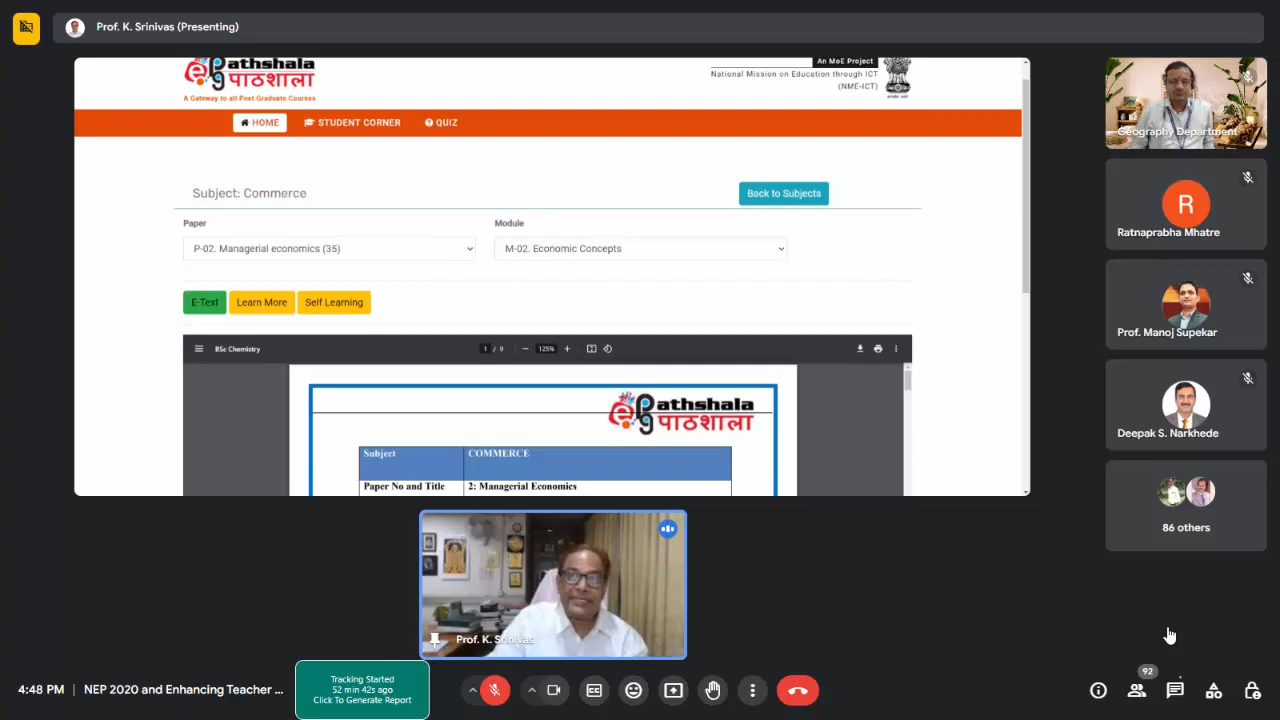 Prof. K. Srinivas (Presenting)
ePathshala
पाठशाला
A Gateway to all Post Graduate Courses
An MoE Project
National Mission on Education through ICT
(NME-ICT)
HOME
STUDENT CORNER
QUIZ
Subject: Commerce
Back to Subjects
Paper
Module
P-02. Managerial economics (35)
M-02. Economic Concepts
E-Text
Learn More
Self Learning
BSc Chemistry
1 / 9
125%
ePathshala
पाठशाला
Subject COMMERCE
Paper No and Title 2: Managerial Economics
Geography Department
R
Ratnaprabha Mhatre
Prof. Manoj Supekar
Deepak S. Narkhede
86 others
Prof. K. Srinivas
4:48 PM
NEP 2020 and Enhancing Teacher ...
Tracking Started
52 min 42s ago
Click To Generate Report
92